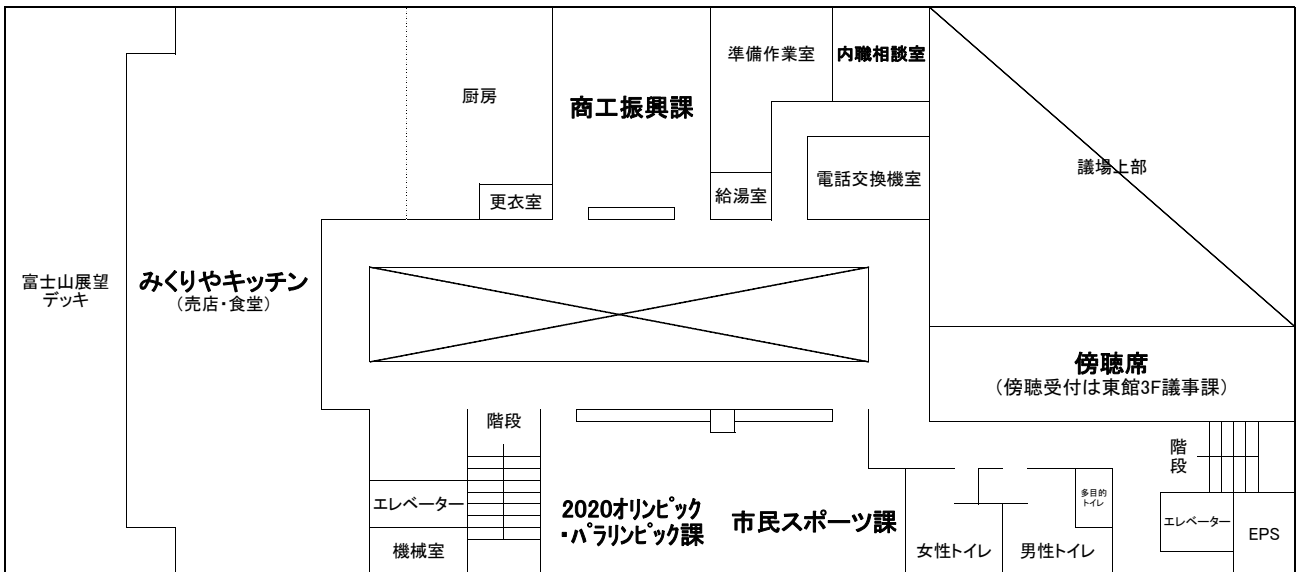 準備作業室
内職相談室
厨房
商工振興課
議場上部
電話交換機室
更衣室
給湯室
富士山展望
デッキ
みくりやキッチン
(売店・食堂)
傍聴席
(傍聴受付は東館3F議事課)
階段
階
段
エレベーター
2020オリンピック
・パラリンピック課
市民スポーツ課
多目的
トイレ
エレベーター
EPS
機械室
女性トイレ
男性トイレ